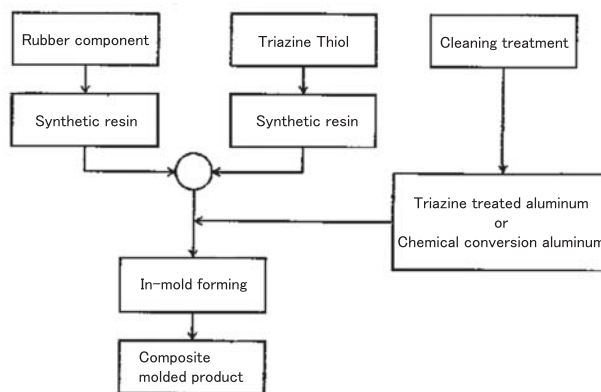 Rubber component
Triazine Thiol
Cleaning treatment
Synthetic resin
Synthetic resin
Triazine treated aluminum
or
Chemical conversion aluminum
In-mold forming
Composite
molded product